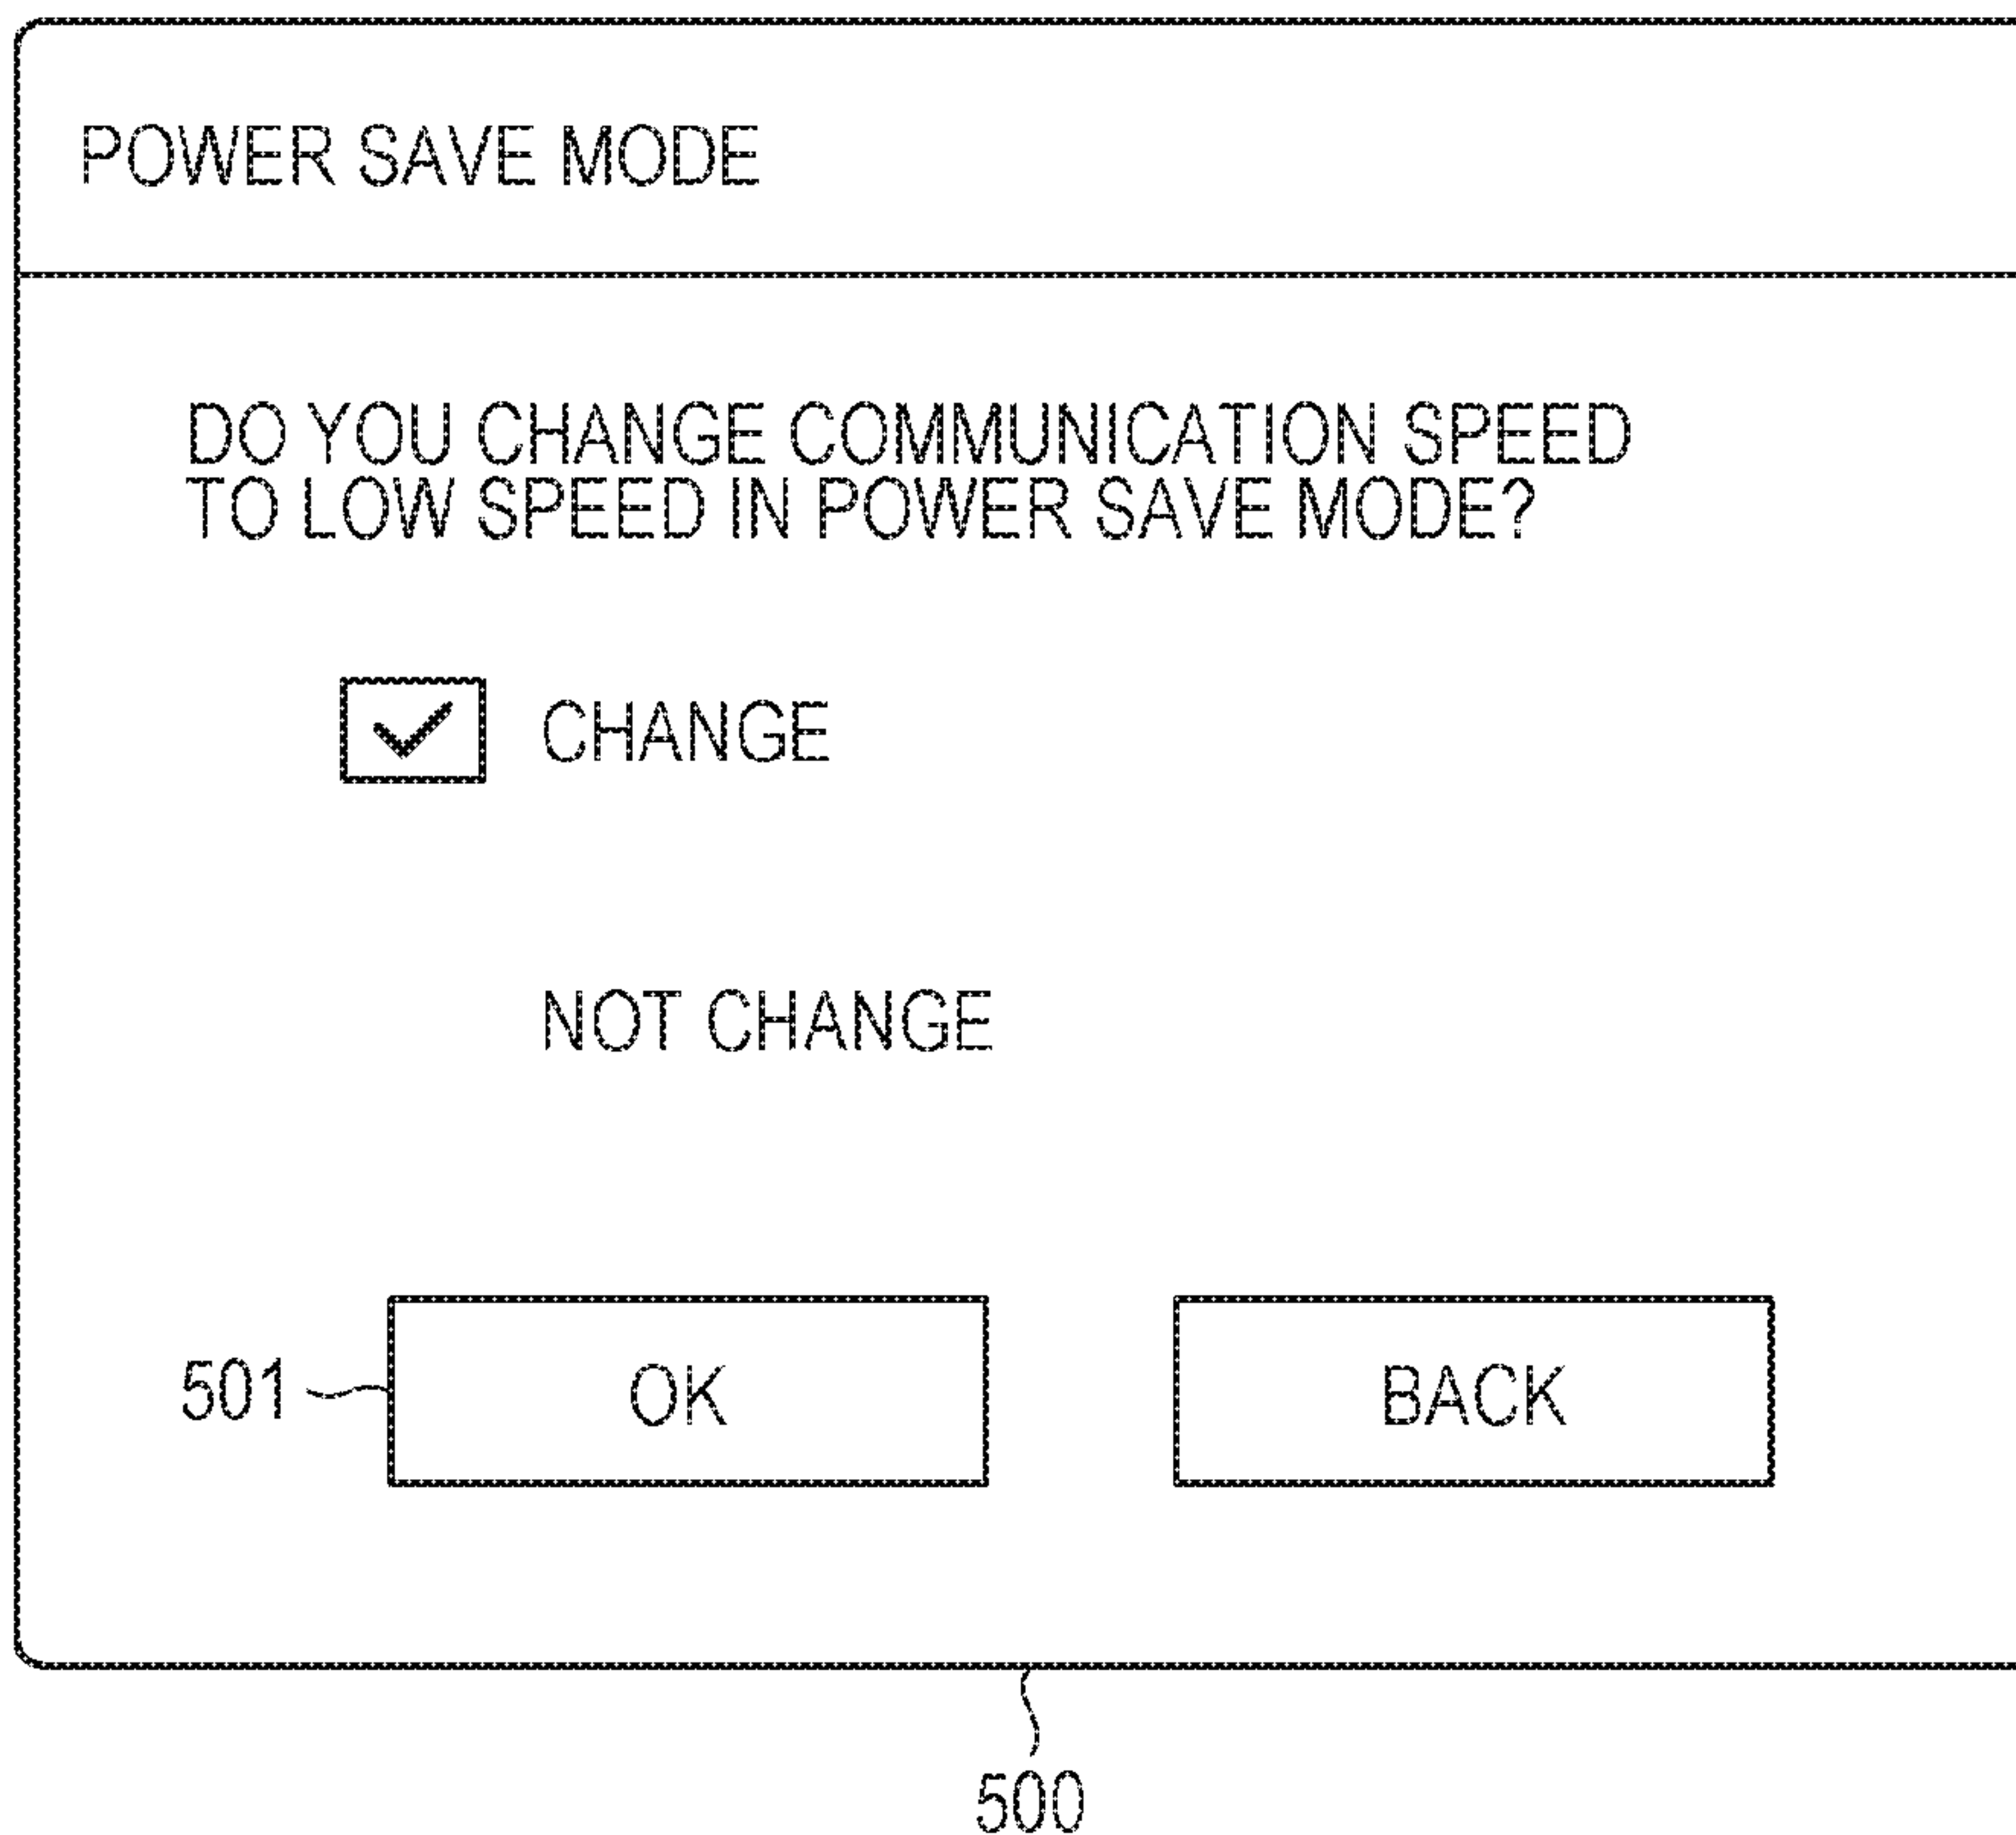 POWER SAVE MODE
DO YOU CHANGE COMMUNICATION SPEED
TO LOW SPEED IN POWER SAVE MODE?
CHANGE
NOT CHANGE
501
OK
BACK
500